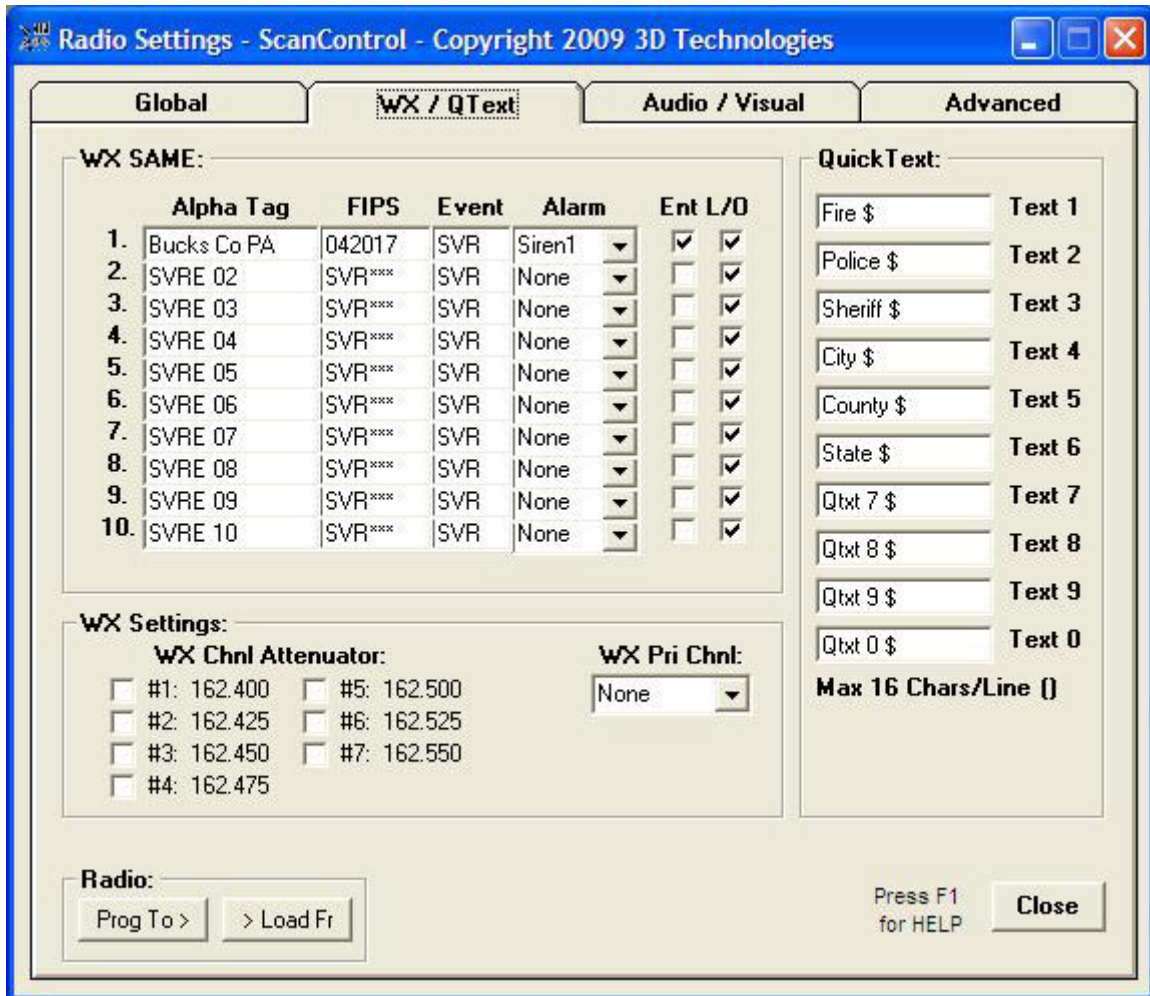 Radio Settings - ScanControl - Copyright 2009 3D Technologies
Global WX / QText Audio / Visual Advanced
WX SAME:
Alpha Tag FIPS Event Alarm Ent L/O
1. Bucks Co PA 042017 SVR Siren1
2. SVRE 02 SVR*** SVR None
3. SVRE 03 SVR*** SVR None
4. SVRE 04 SVR*** SVR None
5. SVRE 05 SVR*** SVR None
6. SVRE 06 SVR*** SVR None
7. SVRE 07 SVR*** SVR None
8. SVRE 08 SVR*** SVR None
9. SVRE 09 SVR*** SVR None
10. SVRE 10 SVR*** SVR None
QuickText:
Fire $ Text 1
Police $ Text 2
Sheriff $ Text 3
City $ Text 4
County $ Text 5
State $ Text 6
Qtxt 7 $ Text 7
Qtxt 8 $ Text 8
Qtxt 9 $ Text 9
Qtxt 0 $ Text 0
Max 16 Chars/Line ()
WX Settings:
WX Chnl Attenuator:
#1: 162.400 #5: 162.500
#2: 162.425 #6: 162.525
#3: 162.450 #7: 162.550
#4: 162.475
WX Pri Chnl:
None
Radio:
Prog To > > Load Fr
Press F1
for HELP
Close